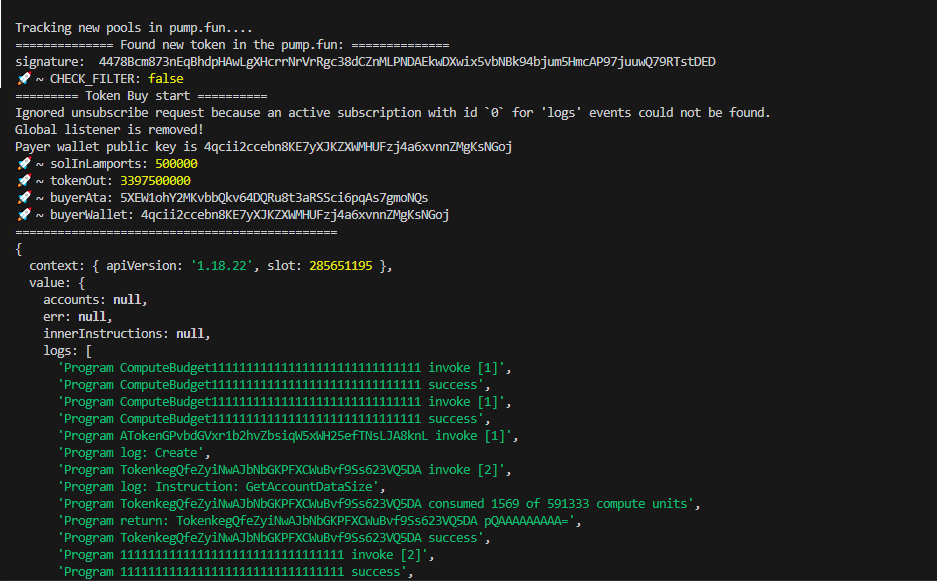 Tracking new pools in pump.fun....
============== Found new token in the pump.fun: ==============
signature:  4478Bcm873nEqBhdpHAwLgXHcrrNrVrRgc38dCZnMLPNDAEkwDXwix5vbNBk94bjum5HmcAP97juuwQ79RTstDED
🚀 ~ CHECK_FILTER: false
========= Token Buy start ==========
Ignored unsubscribe request because an active subscription with id `0` for 'logs' events could not be found.
Global listener is removed!
Payer wallet public key is 4qcii2ccebn8KE7yXJKZXWMHUFzj4a6xvnnZMgKsNGoj
🚀 ~ solInLamports: 500000
🚀 ~ tokenOut: 3397500000
🚀 ~ buyerAta: 5XEW1ohY2MKvbbQkv64DQRu8t3aRSSci6pqAs7gmoNQs
🚀 ~ buyerWallet: 4qcii2ccebn8KE7yXJKZXWMHUFzj4a6xvnnZMgKsNGoj
==============================================
{
  context: { apiVersion: '1.18.22', slot: 285651195 },
  value: {
    accounts: null,
    err: null,
    innerInstructions: null,
    logs: [
      'Program ComputeBudget111111111111111111111111111111 invoke [1]',
      'Program ComputeBudget111111111111111111111111111111 success',
      'Program ComputeBudget111111111111111111111111111111 invoke [1]',
      'Program ComputeBudget111111111111111111111111111111 success',
      'Program ATokenGPvbdGVxr1b2hvZbsiqW5xWH25efTNsLJA8knL invoke [1]',
      'Program log: Create',
      'Program TokenkegQfeZyiNwAJbNbGKPFXCWuBvf9Ss623VQ5DA invoke [2]',
      'Program log: Instruction: GetAccountDataSize',
      'Program TokenkegQfeZyiNwAJbNbGKPFXCWuBvf9Ss623VQ5DA consumed 1569 of 591333 compute units',
      'Program return: TokenkegQfeZyiNwAJbNbGKPFXCWuBvf9Ss623VQ5DA pQAAAAAAAAA=',
      'Program TokenkegQfeZyiNwAJbNbGKPFXCWuBvf9Ss623VQ5DA success',
      'Program 11111111111111111111111111111111 invoke [2]',
      'Program 11111111111111111111111111111111 success',